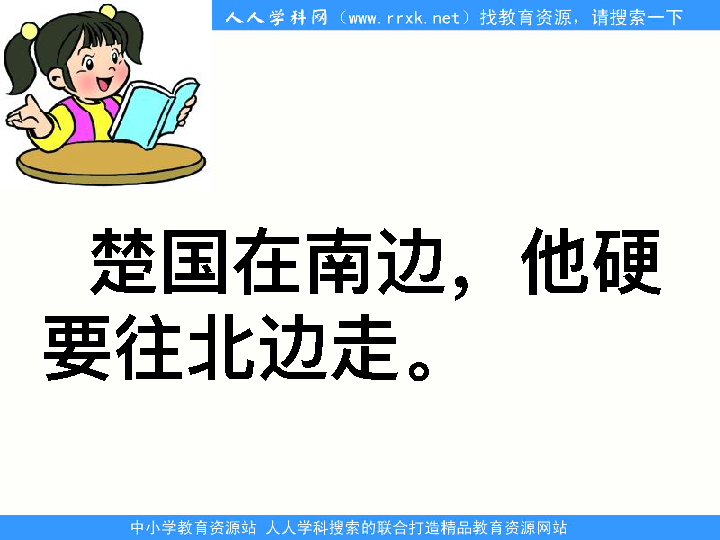 人人学科网（www.rrxk.net）找教育资源，请搜索一下
楚国在南边，他硬
要往北边走。
中小学教育资源站 人人学科搜索的联合打造精品教育资源网站